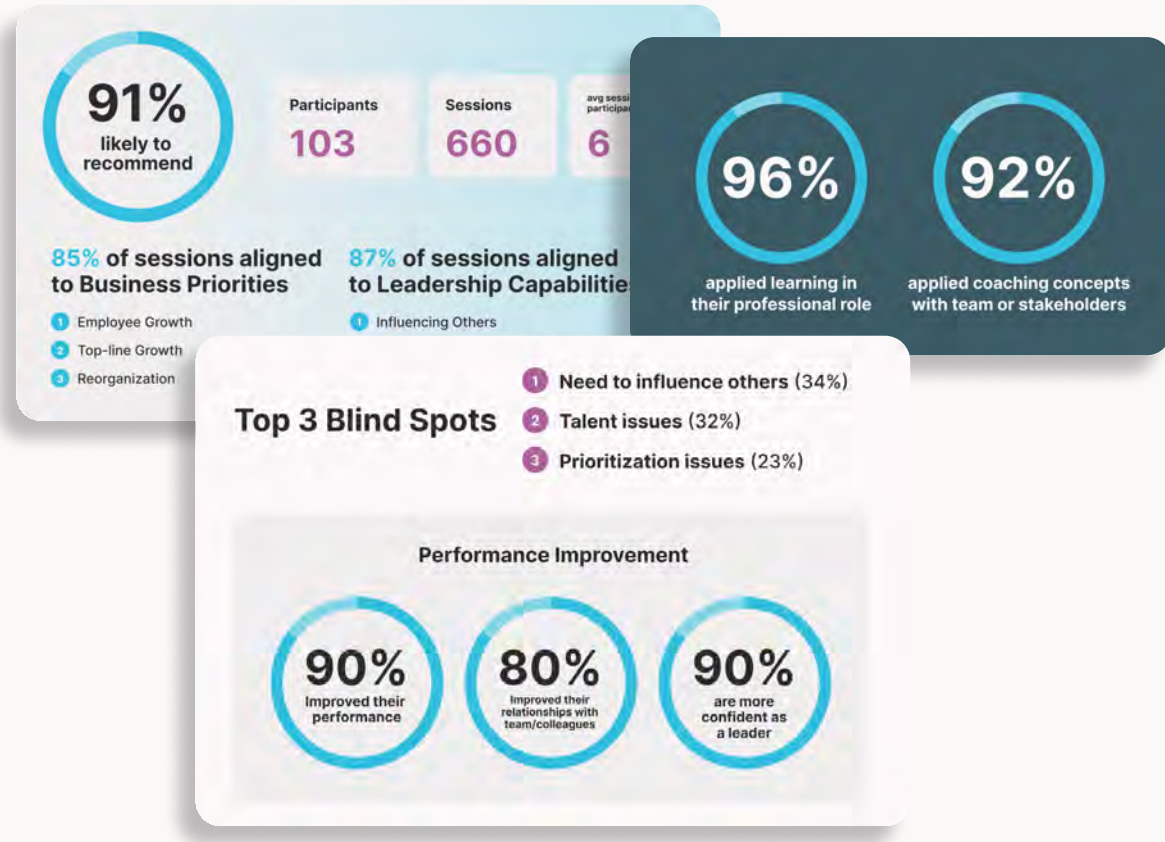 91%
likely to
recommend
Participants
103
Sessions
660
avg
6
85% of sessions aligned
to Business Priorities
1 Employee Growth
2 Top-line Growth
3 Reorganization
87% of sessions aligned
to Leadership
1 Influencing Others
96%
applied learning in
their professional role
92%
applied coaching concepts
with team or stakeholders
Top 3 Blind Spots
1 Need to influence others (34%)
2 Talent issues (32%)
3 Prioritization issues (23%)
Performance Improvement
90%
Improved their
performance
80%
Improved their
relationships with
team/colleagues
90%
are more
confident as
a leader